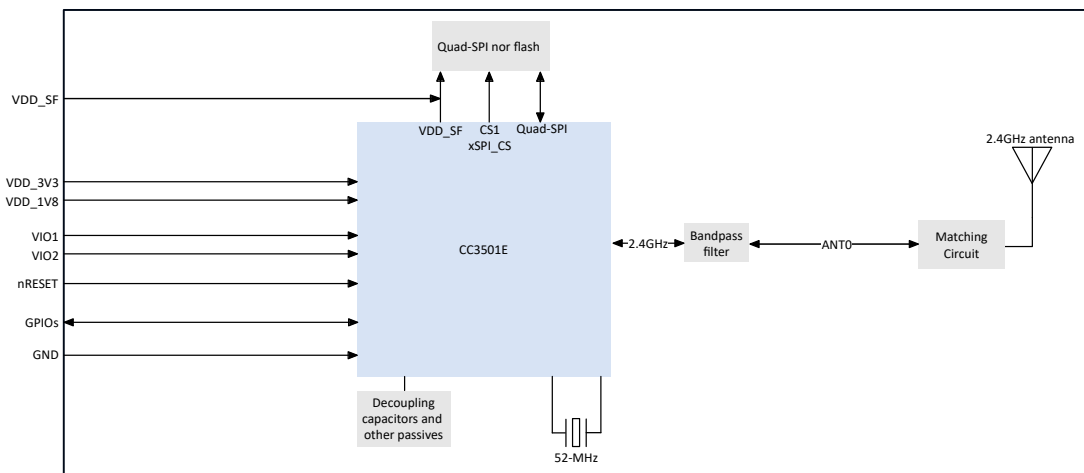 Quad-SPI nor flash
VDD_SF
VDD_SF
CS1
xSPI_CS
Quad-SPI
2.4GHz antenna
VDD_3V3
VDD_1V8
VIO1
VIO2
nRESET
GPIOs
GND
CC3501E
2.4GHz
Bandpass
filter
ANT0
Matching
Circuit
Decoupling
capacitors and
other passives
52-MHz